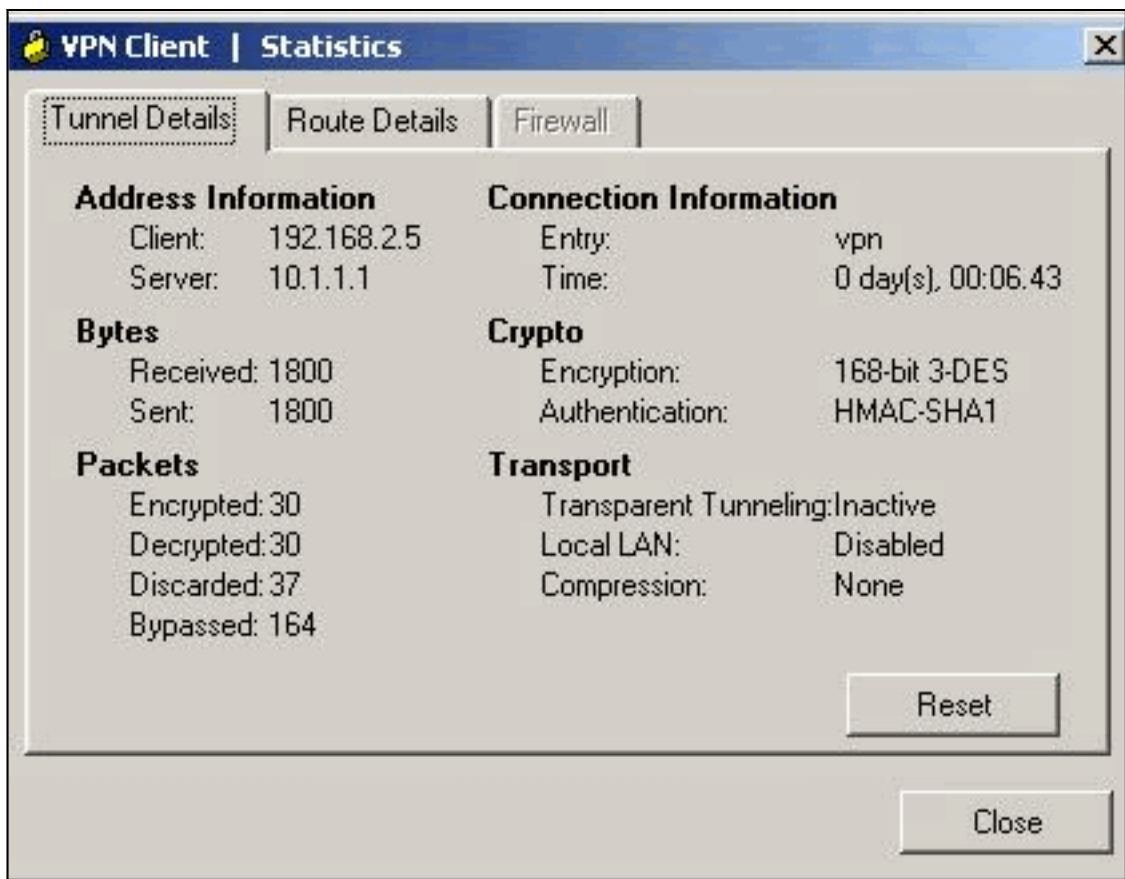 VPN Client | Statistics
Tunnel Details Route Details Firewall
Address Information
Client: 192.168.2.5
Server: 10.1.1.1
Connection Information
Entry: vpn
Time: 0 day(s), 00:06.43
Bytes
Received: 1800
Sent: 1800
Crypto
Encryption: 168-bit 3-DES
Authentication: HMAC-SHA1
Packets
Encrypted: 30
Decrypted: 30
Discarded: 37
Bypassed: 164
Transport
Transparent Tunneling: Inactive
Local LAN: Disabled
Compression: None
Reset
Close